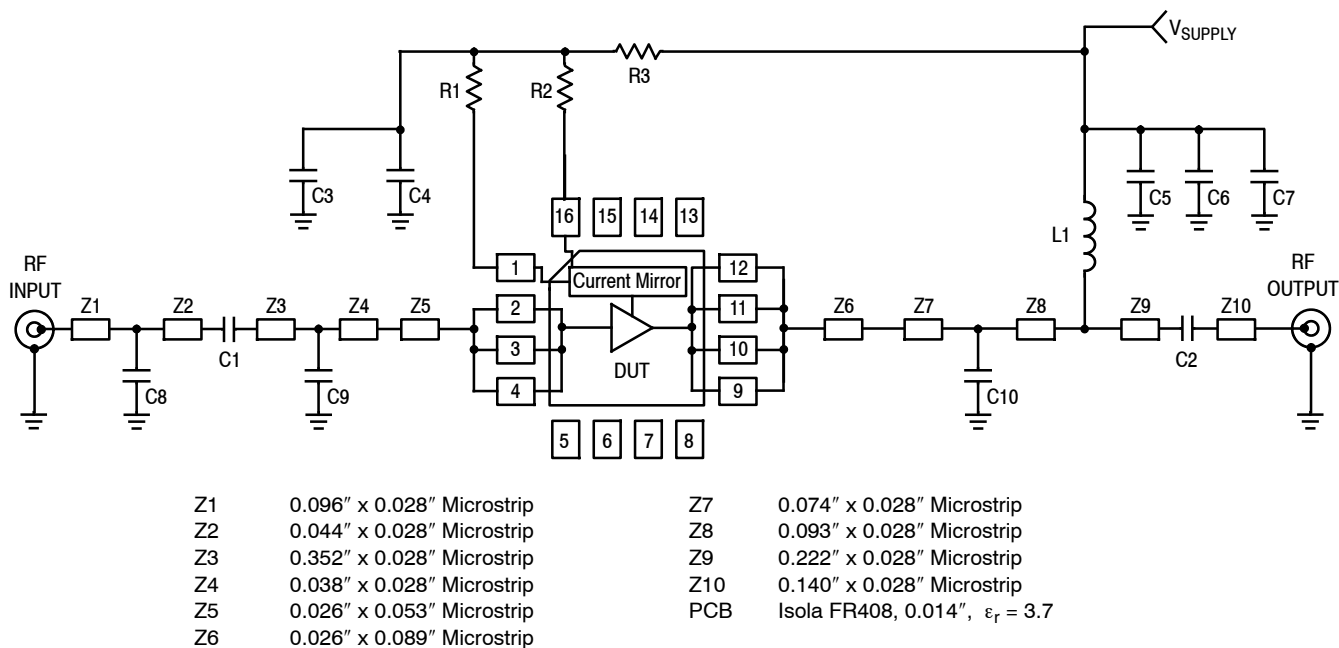 VSUPPLY
R3
R1
R2
C3
C4
C5
C6
C7
16
15
14
13
L1
RF
INPUT
RF
OUTPUT
1
Current Mirror
12
Z1
Z2
Z3
Z4
Z5
2
11
Z6
Z7
Z8
Z9
Z10
3
10
C1
DUT
C2
4
9
C8
C9
C10
5
6
7
8
Z1 0.096″ x 0.028″ Microstrip
Z2 0.044″ x 0.028″ Microstrip
Z3 0.352″ x 0.028″ Microstrip
Z4 0.038″ x 0.028″ Microstrip
Z5 0.026″ x 0.053″ Microstrip
Z6 0.026″ x 0.089″ Microstrip
Z7 0.074″ x 0.028″ Microstrip
Z8 0.093″ x 0.028″ Microstrip
Z9 0.222″ x 0.028″ Microstrip
Z10 0.140″ x 0.028″ Microstrip
PCB Isola FR408, 0.014″, εr = 3.7